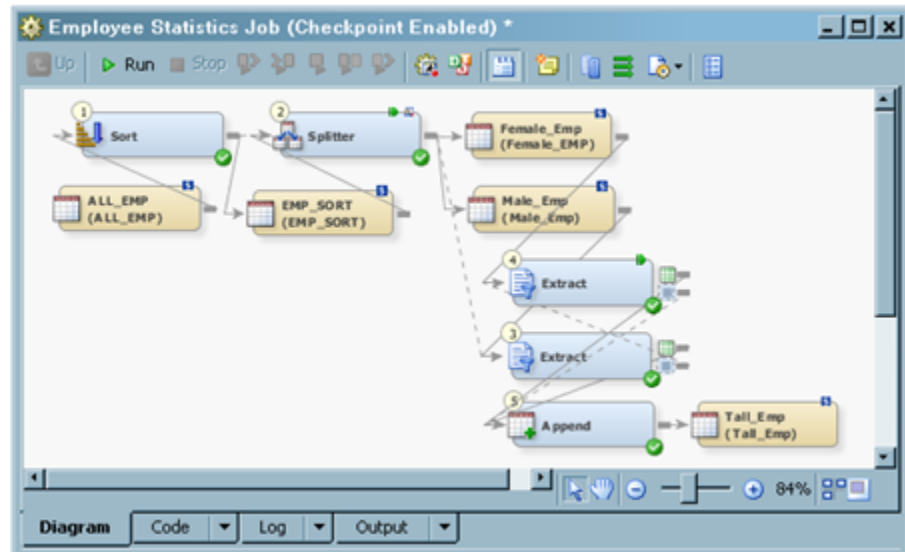 Employee Statistics Job (Checkpoint Enabled) *
Up Run Stop
1
Sort
2
Splitter
Female_Emp
(Female_EMP)
ALL_EMP
(ALL_EMP)
EMP_SORT
(EMP_SORT)
Male_Emp
(Male_Emp)
4
Extract
3
Extract
5
Append
Tall_Emp
(Tall_Emp)
84%
Diagram Code Log Output